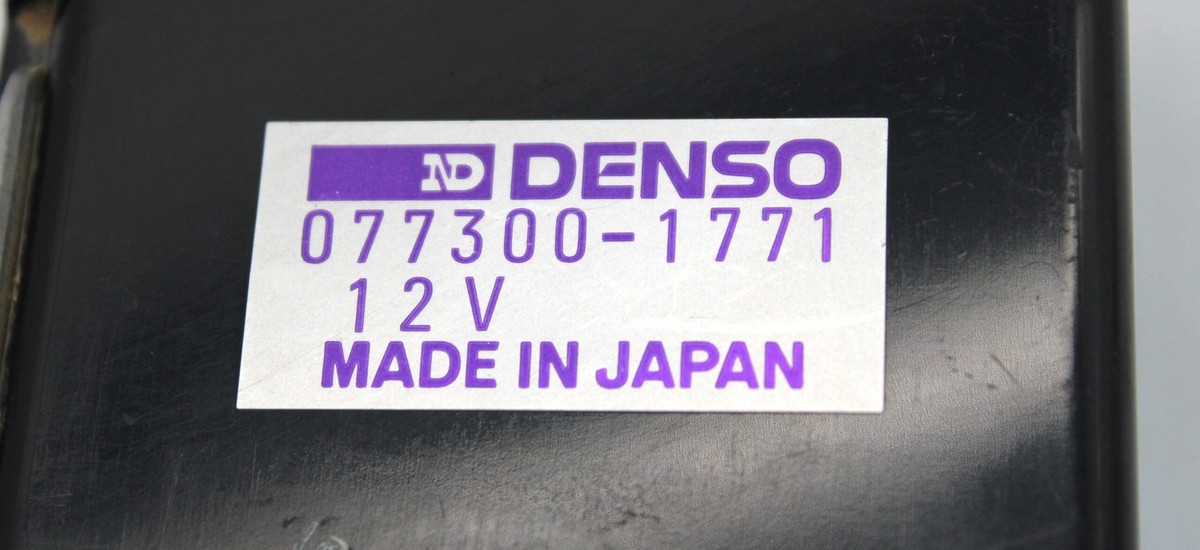 ND DENSO
077300-1771
12V
MADE IN JAPAN